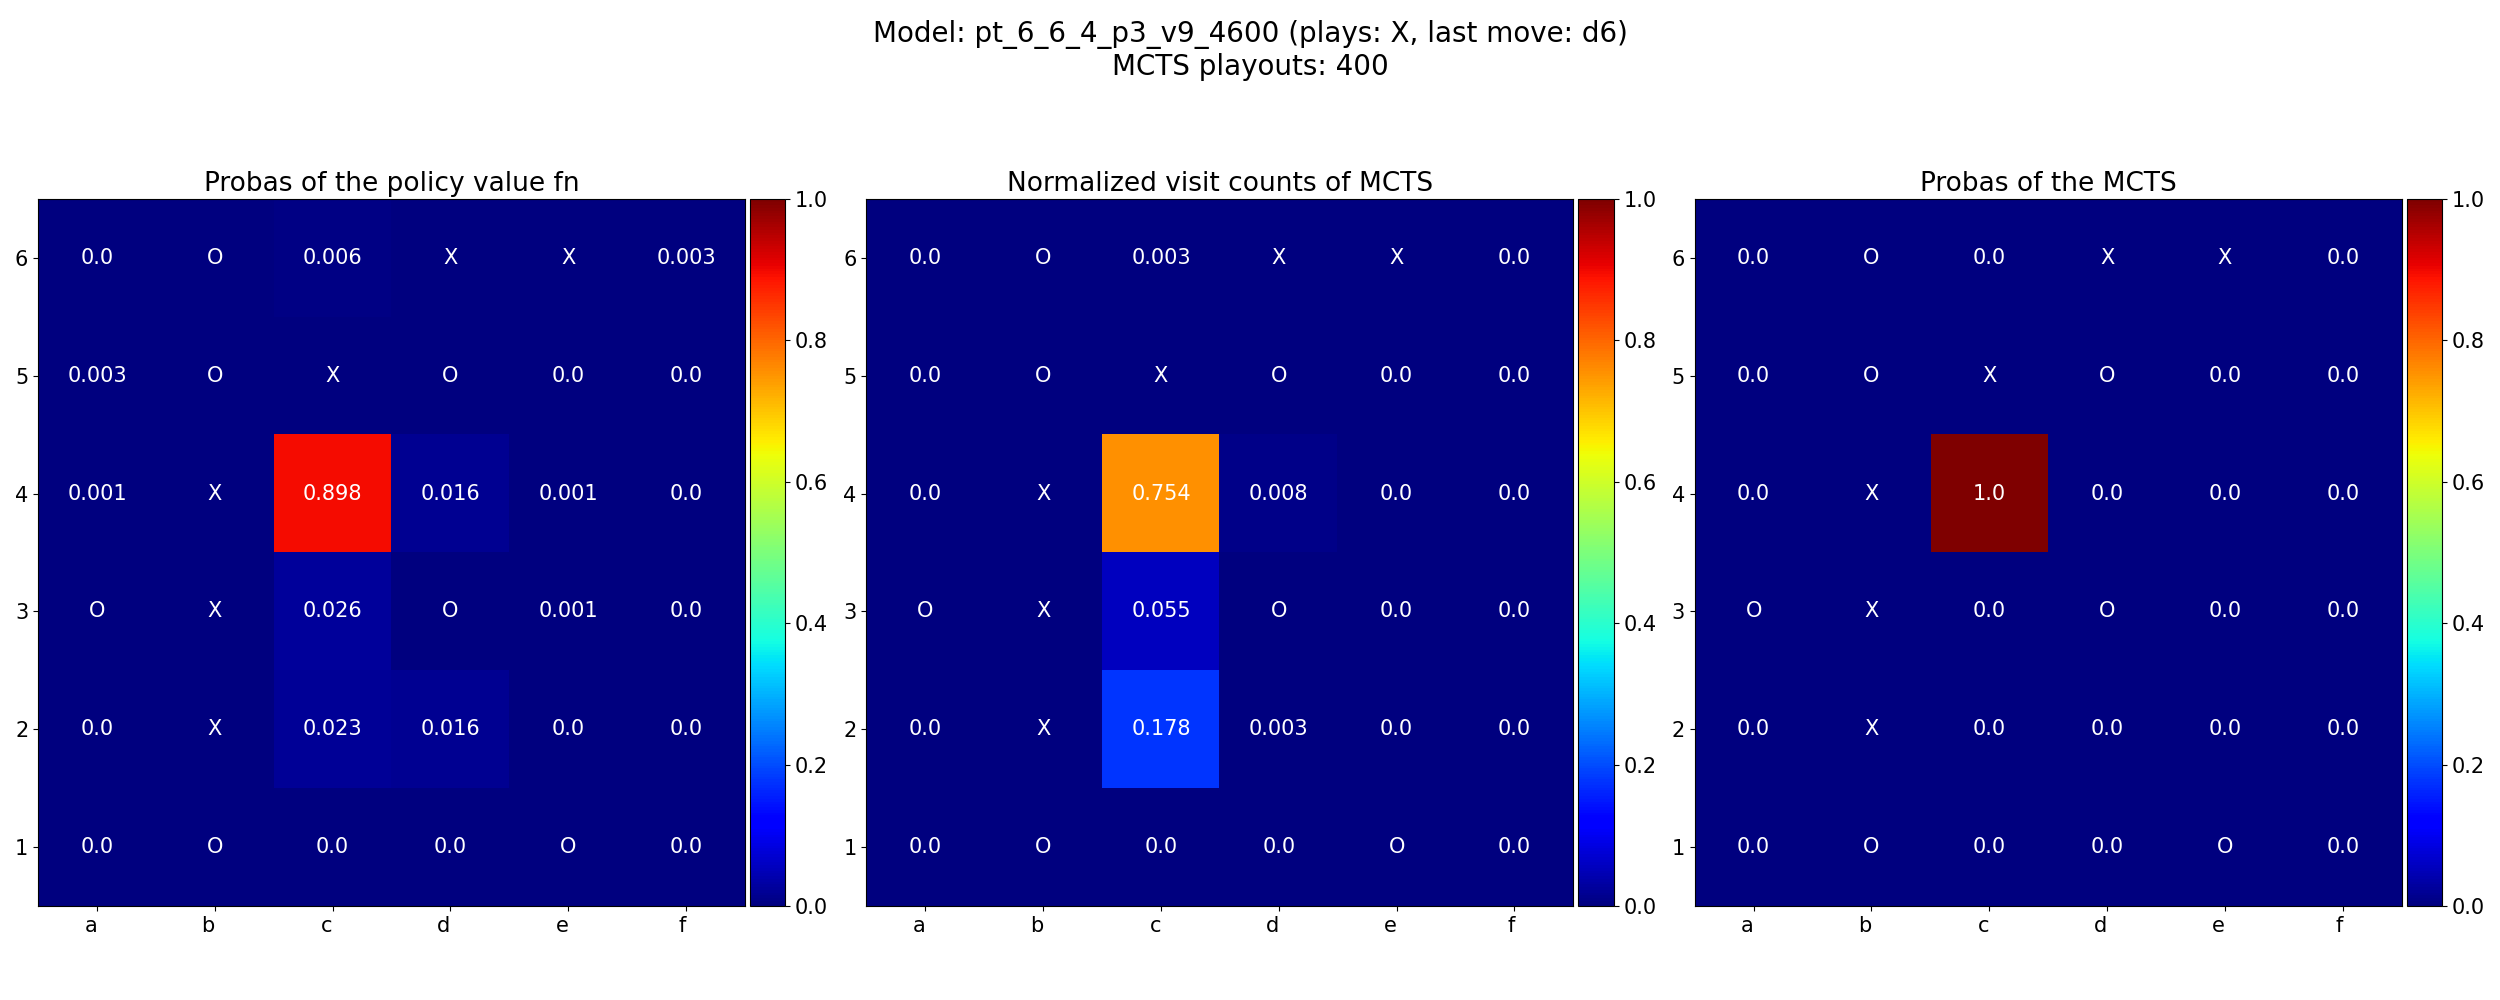 Model: pt_6_6_4_p3_v9_4600 (plays: X, last move: d6)
MCTS playouts: 400
Probas of the policy value fn
6 0.0 O 0.006 X X 0.003
5 0.003 O X O 0.0 0.0
4 0.001 X 0.898 0.016 0.001 0.0
3 O X 0.026 O 0.001 0.0
2 0.0 X 0.023 0.016 0.0 0.0
1 0.0 O 0.0 0.0 O 0.0
a b c d e f
1.0
0.8
0.6
0.4
0.2
0.0
Normalized visit counts of MCTS
6 0.0 O 0.003 X X 0.0
5 0.0 O X O 0.0 0.0
4 0.0 X 0.754 0.008 0.0 0.0
3 O X 0.055 O 0.0 0.0
2 0.0 X 0.178 0.003 0.0 0.0
1 0.0 O 0.0 0.0 O 0.0
a b c d e f
1.0
0.8
0.6
0.4
0.2
0.0
Probas of the MCTS
6 0.0 O 0.0 X X 0.0
5 0.0 O X O 0.0 0.0
4 0.0 X 1.0 0.0 0.0 0.0
3 O X 0.0 O 0.0 0.0
2 0.0 X 0.0 0.0 0.0 0.0
1 0.0 O 0.0 0.0 O 0.0
a b c d e f
1.0
0.8
0.6
0.4
0.2
0.0